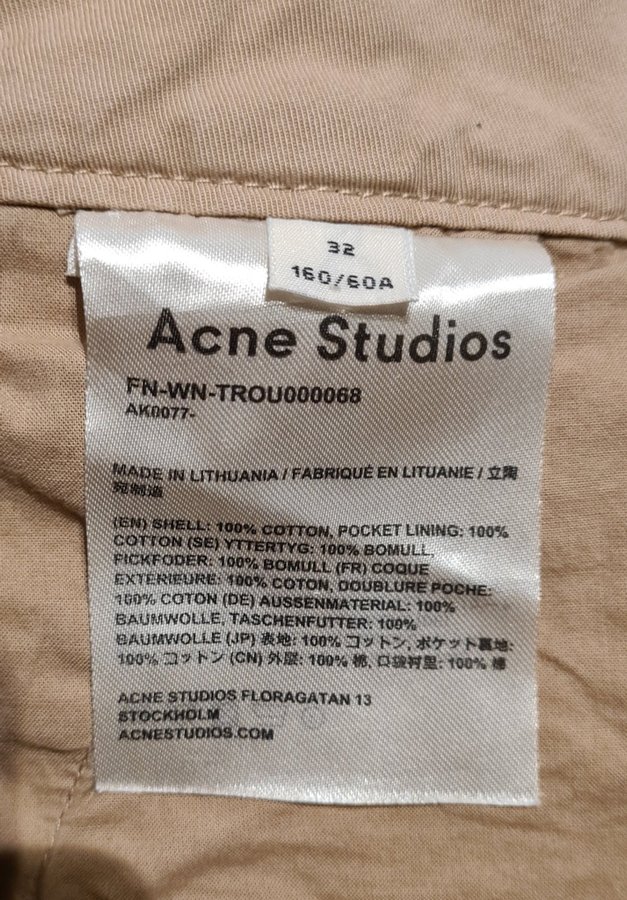 32
160/60A
Acne Studios
FN-WN-TROU000068
AK0077-
MADE IN LITHUANIA / FABRIQUÉ EN LITUANIE / 立陶
宛制造
(EN) SHELL: 100% COTTON, POCKET LINING: 100%
COTTON (SE) YTTERTYG: 100% BOMULL,
FICKFODER: 100% BOMULL (FR) COQUE
EXTERIEURE: 100% COTON, DOUBLURE POCHE:
100% COTON (DE) AUSSENMATERIAL: 100%
BAUMWOLLE, TASCHENFUTTER: 100%
BAUMWOLLE (JP) 表地: 100% コットン, ポケット裏地:
100% コットン (CN) 外层: 100% 棉, 口袋衬里: 100% 棉
ACNE STUDIOS FLORAGATAN 13
STOCKHOLM
ACNESTUDIOS.COM